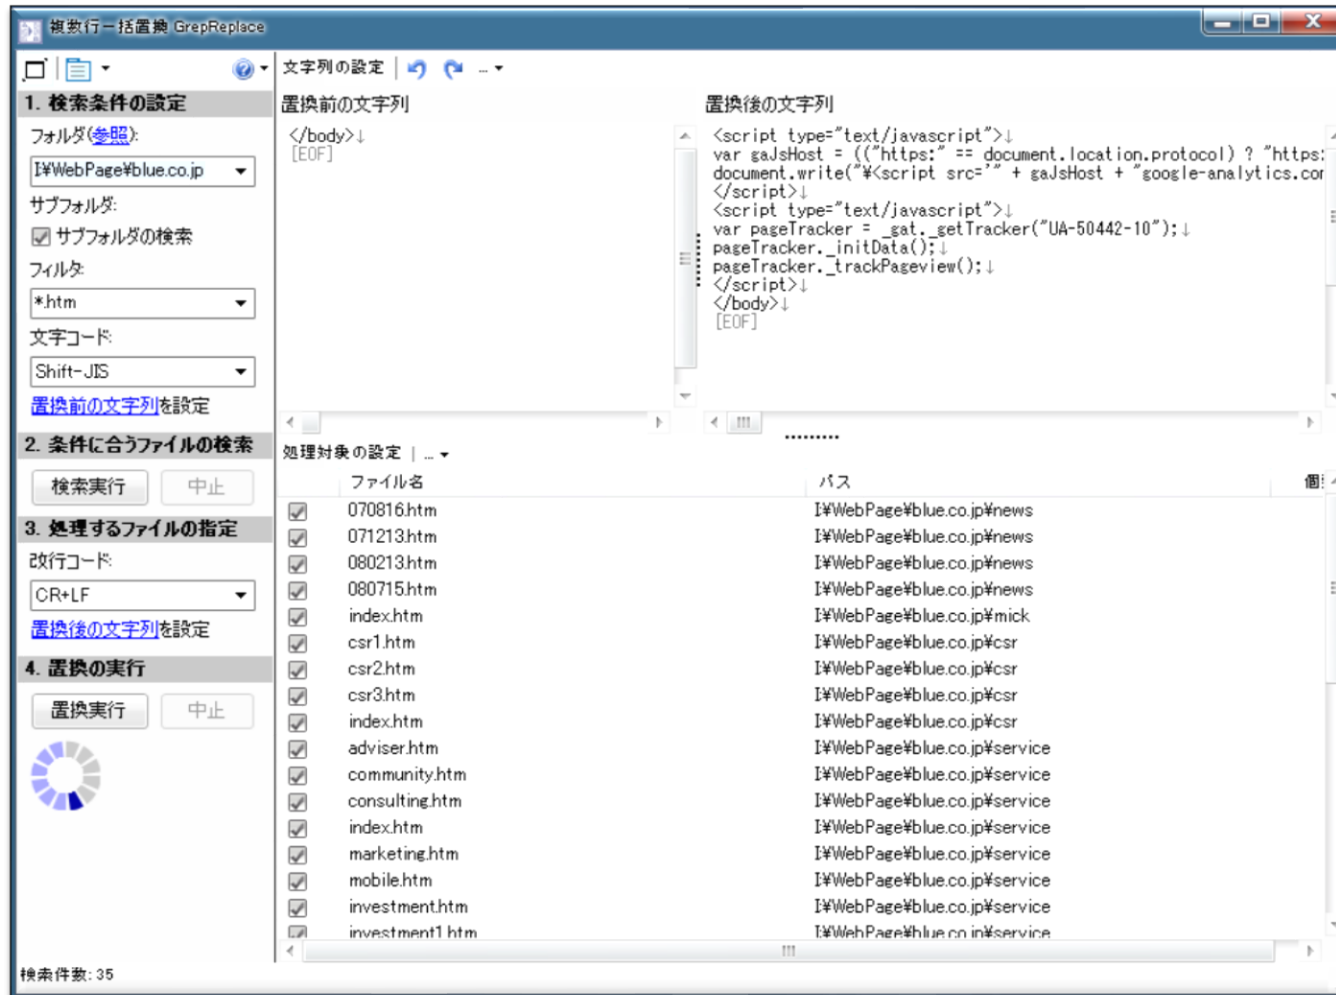 複数行一括置換 GrepReplace
1. 検索条件の設定
フォルダ(参照):
I:¥WebPage¥blue.co.jp
サブフォルダ:
サブフォルダの検索
フィルタ:
*.htm
文字コード:
Shift-JIS
置換前の文字列を設定
2. 条件に合うファイルの検索
検索実行 中止
3. 処理するファイルの指定
改行コード:
CR+LF
置換後の文字列を設定
4. 置換の実行
置換実行 中止
検索件数: 35
文字列の設定 ...
置換前の文字列
</body>↓
[EOF]
置換後の文字列
<script type="text/javascript">↓
var gaJsHost = (("https:" == document.location.protocol) ? "https:
document.write("¥<script src='" + gaJsHost + "google-analytics.com
</script>↓
<script type="text/javascript">↓
var pageTracker = _gat._getTracker("UA-50442-10");↓
pageTracker._initData();↓
pageTracker._trackPageview();↓
</script>↓
</body>↓
[EOF]
処理対象の設定 ...
ファイル名 パス
070816.htm I:¥WebPage¥blue.co.jp¥news
071213.htm I:¥WebPage¥blue.co.jp¥news
080213.htm I:¥WebPage¥blue.co.jp¥news
080715.htm I:¥WebPage¥blue.co.jp¥news
index.htm I:¥WebPage¥blue.co.jp¥mick
csr1.htm I:¥WebPage¥blue.co.jp¥csr
csr2.htm I:¥WebPage¥blue.co.jp¥csr
csr3.htm I:¥WebPage¥blue.co.jp¥csr
index.htm I:¥WebPage¥blue.co.jp¥csr
adviser.htm I:¥WebPage¥blue.co.jp¥service
community.htm I:¥WebPage¥blue.co.jp¥service
consulting.htm I:¥WebPage¥blue.co.jp¥service
index.htm I:¥WebPage¥blue.co.jp¥service
marketing.htm I:¥WebPage¥blue.co.jp¥service
mobile.htm I:¥WebPage¥blue.co.jp¥service
investment.htm I:¥WebPage¥blue.co.jp¥service
investment1.htm I:¥WebPage¥blue.co.jp¥service